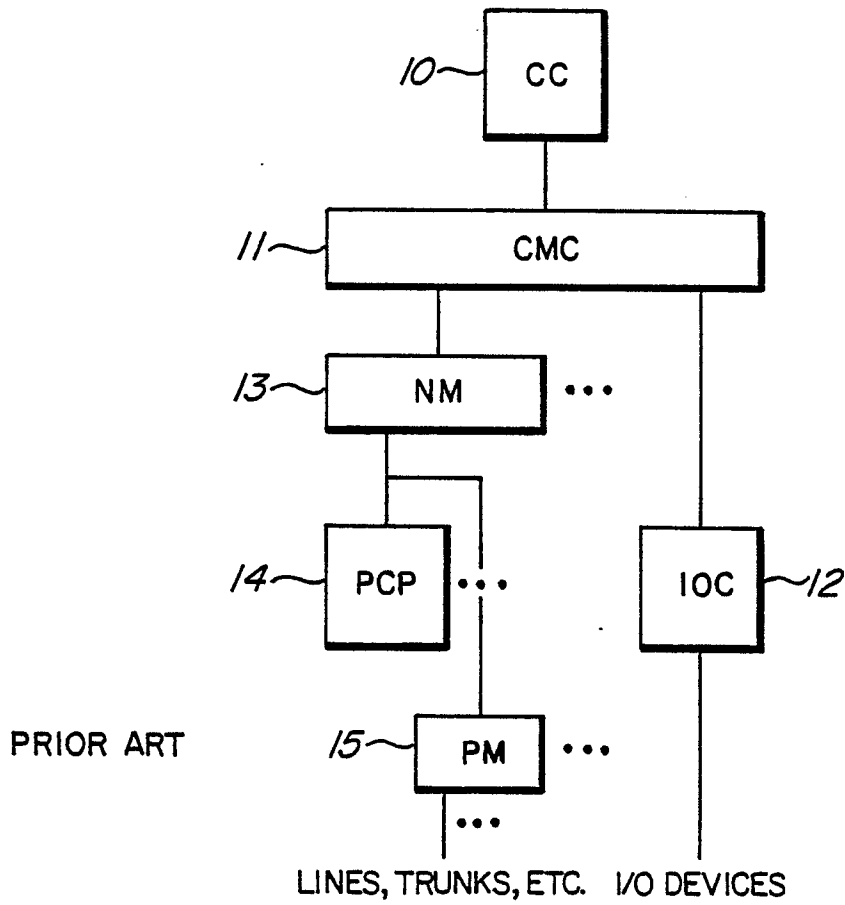 10 CC
11 CMC
13 NM •••
14 PCP ••• IOC 12
PRIOR ART 15 PM •••
•••
LINES, TRUNKS, ETC. I/O DEVICES